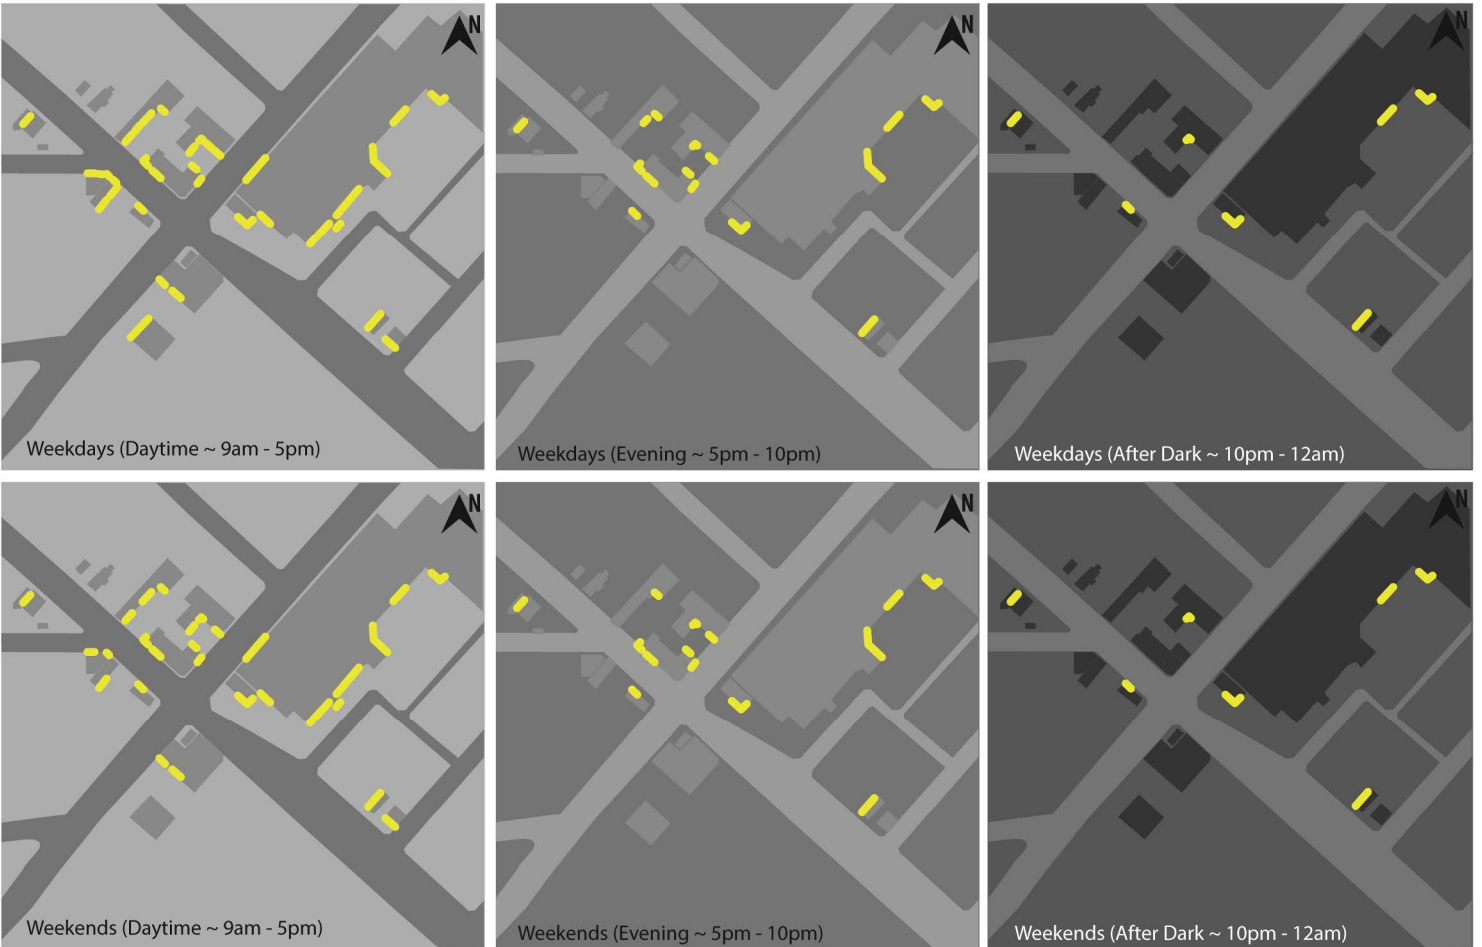 N
N
N
Weekdays (Daytime ~ 9am - 5pm)
Weekdays (Evening ~ 5pm - 10pm)
Weekdays (After Dark ~ 10pm - 12am)
N
N
N
Weekends (Daytime ~ 9am - 5pm)
Weekends (Evening ~ 5pm - 10pm)
Weekends (After Dark ~ 10pm - 12am)